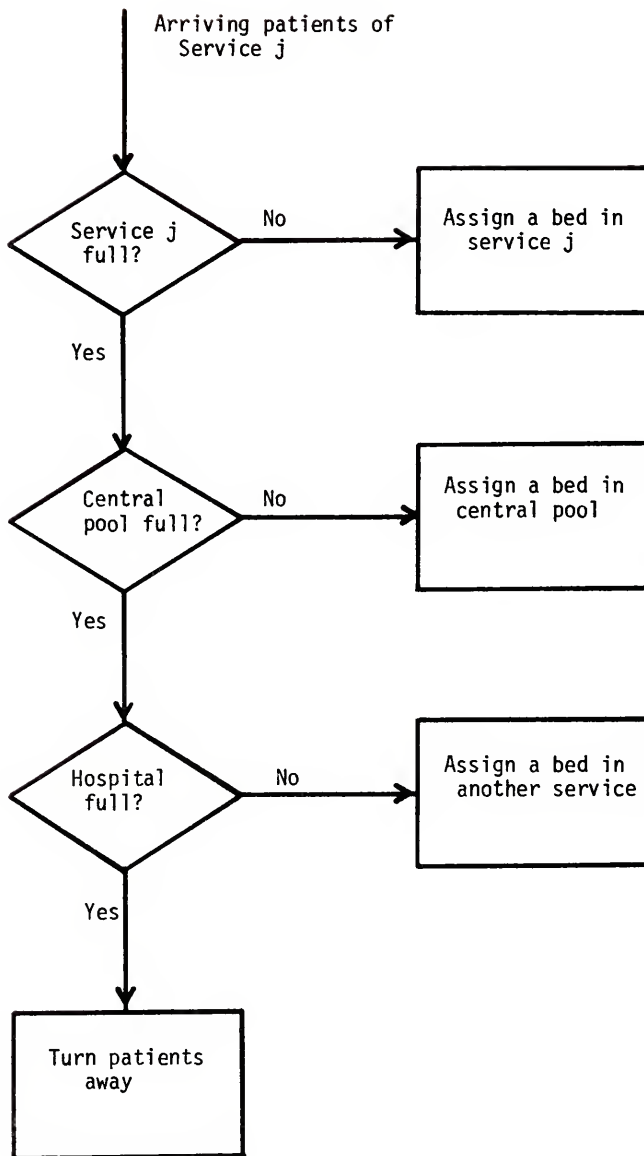 Arriving patients of
Service j
Service j
full?
No
Assign a bed in
service j
Yes
Central
pool full?
No
Assign a bed in
central pool
Yes
Hospital
full?
No
Assign a bed in
another service
Yes
Turn patients
away